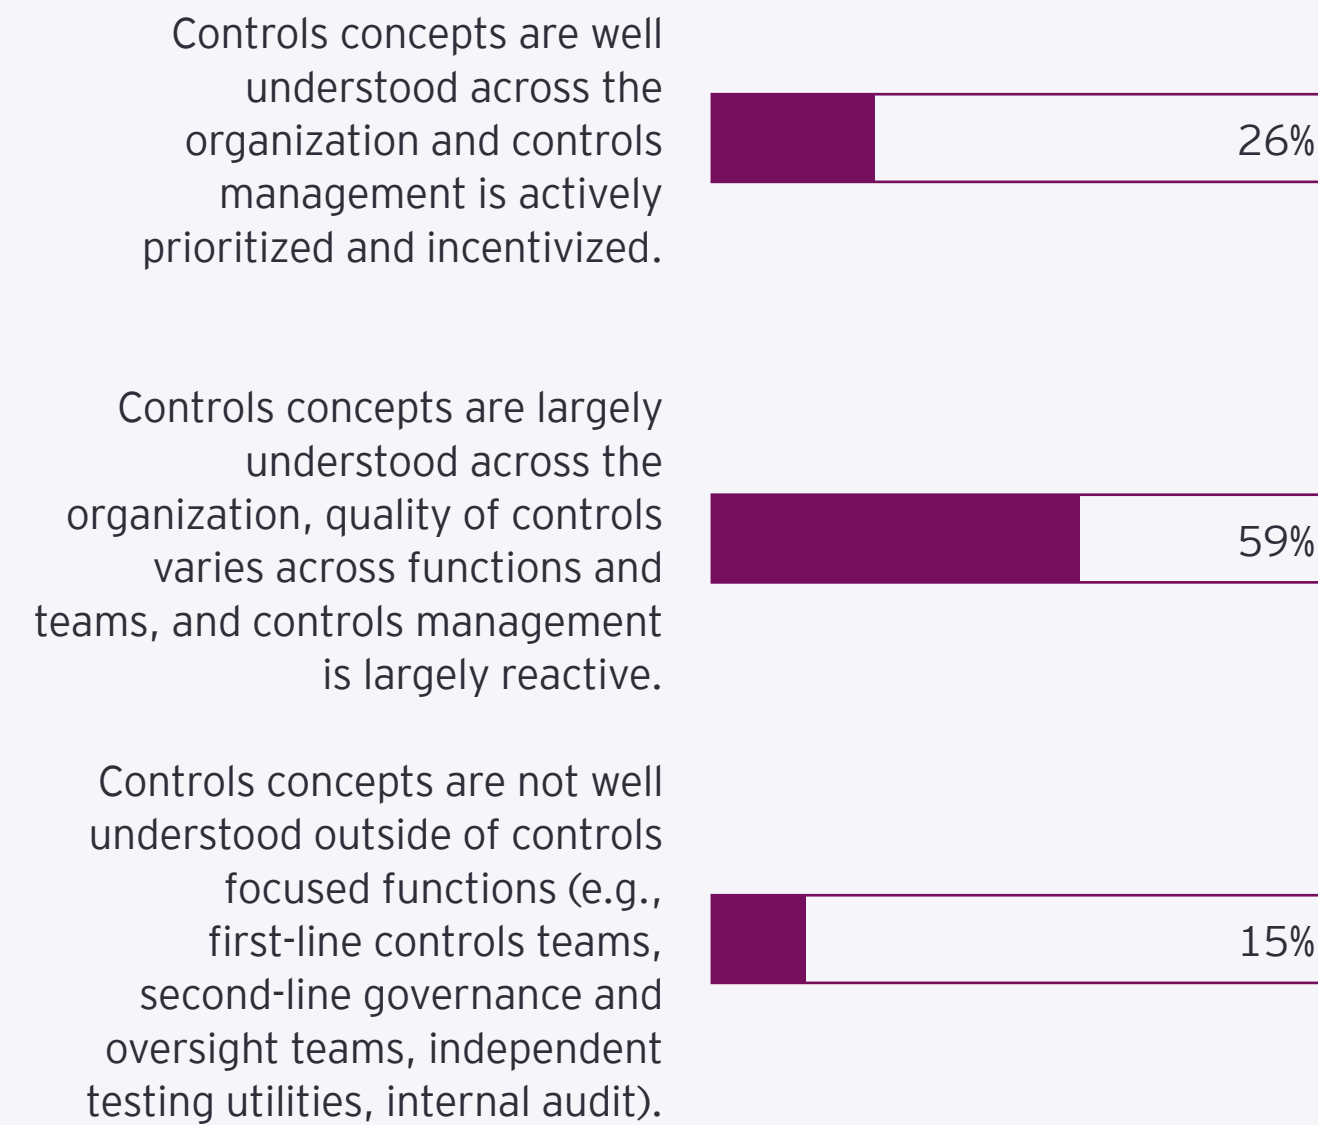 Controls concepts are well
understood across the
organization and controls
management is actively
prioritized and incentivized.
26%
Controls concepts are largely
understood across the
organization, quality of controls
varies across functions and
teams, and controls management
is largely reactive.
59%
Controls concepts are not well
understood outside of controls
focused functions (e.g.,
first-line controls teams,
second-line governance and
oversight teams, independent
testing utilities, internal audit).
15%